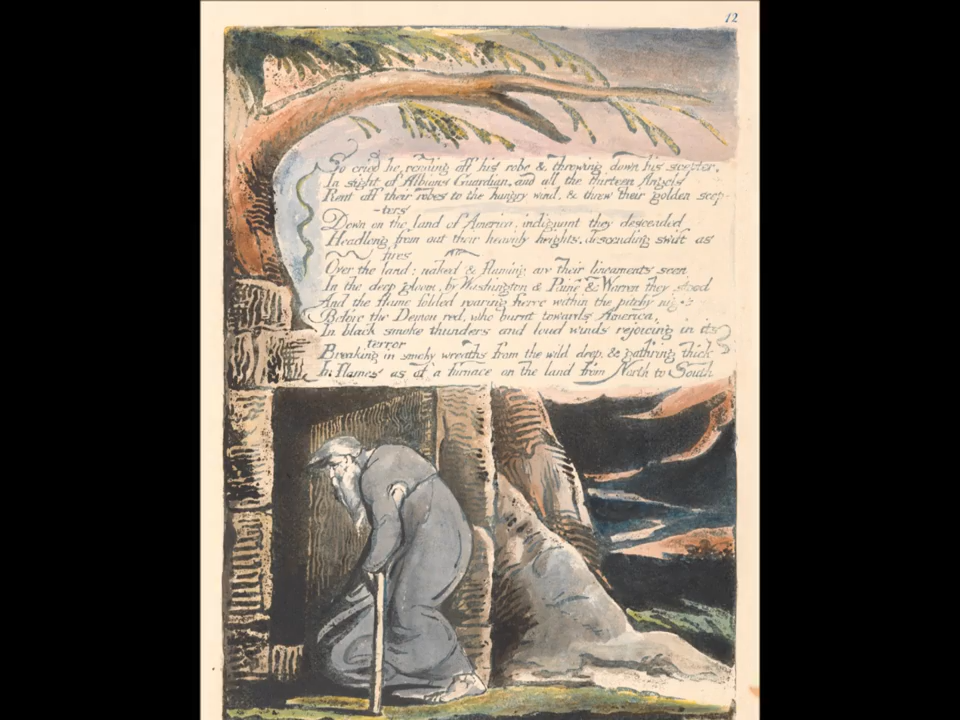 12
So cried he, rending off his robe & throwing down his scepter.
In sight of Albions Guardian, and all the thirteen Angels
Rent off their robes to the hungry wind, & threw their golden scep-
-ters
Down on the land of America. indignant they descended
Headlong from out their heavenly heights, descending swift as
fires
Over the land; naked & flaming are their lineaments seen
In the deep gloom, by Washington & Paine & Warren they stood
And the flame folded roaring fierce within the pitchy night
Before the Demon red, who burnt towards America,
In black smoke thunders and loud winds rejoicing in its
terror
Breaking in smoky wreaths from the wild deep, & gathring thick
In flames as of a furnace on the land from North to South